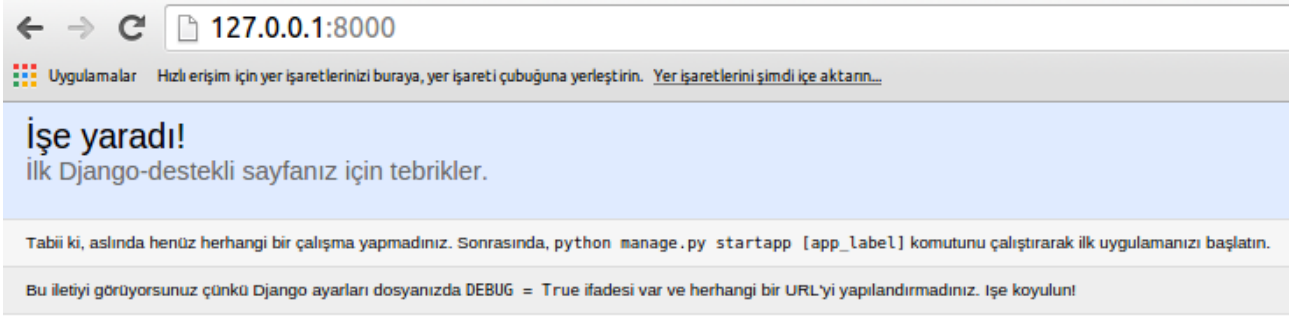 127.0.0.1:8000
Uygulamalar Hızlı erişim için yer işaretlerinizi buraya, yer işareti çubuğuna yerleştirin. Yer işaretlerini şimdi içe aktarın...
İşe yaradı!
İlk Django-destekli sayfanız için tebrikler.
Tabii ki, aslında henüz herhangi bir çalışma yapmadınız. Sonrasında, python manage.py startapp [app_label] komutunu çalıştırarak ilk uygulamanızı başlatın.
Bu iletiyi görüyorsunuz çünkü Django ayarları dosyanızda DEBUG = True ifadesi var ve herhangi bir URL'yi yapılandırmadınız. Işe koyulun!